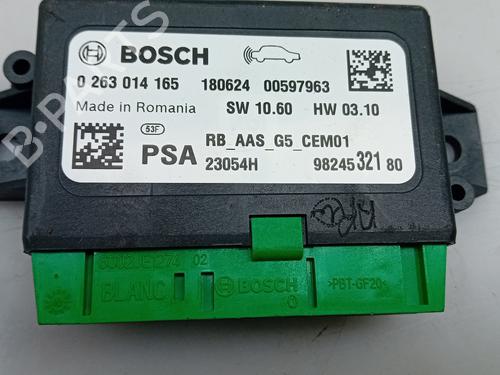 BOSCH
0 263 014 165 180624 00597963
Made in Romania SW 10.60 HW 03.10
53F
PSA RB_AAS_G5_CEM01
23054H 98245 321 80
02
BLANC BOSCH
>PBT-GF20<
B-PARTS